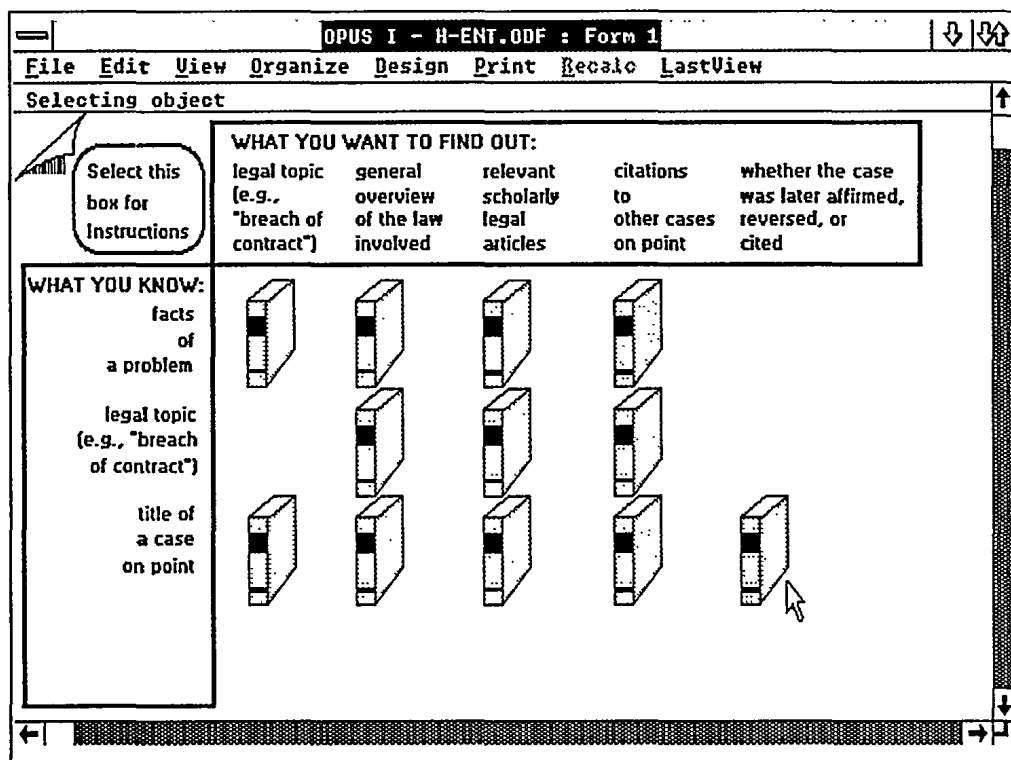 OPUS I - H-ENT.ODF : Form 1
File Edit View Organize Design Print Recalc LastView
Selecting object
Select this
box for
Instructions
WHAT YOU WANT TO FIND OUT:
legal topic
(e.g.,
"breach of
contract")
general
overview
of the law
involved
relevant
scholarly
legal
articles
citations
to
other cases
on point
whether the case
was later affirmed,
reversed, or
cited
WHAT YOU KNOW:
facts
of
a problem
legal topic
(e.g., "breach
of contract")
title of
a case
on point